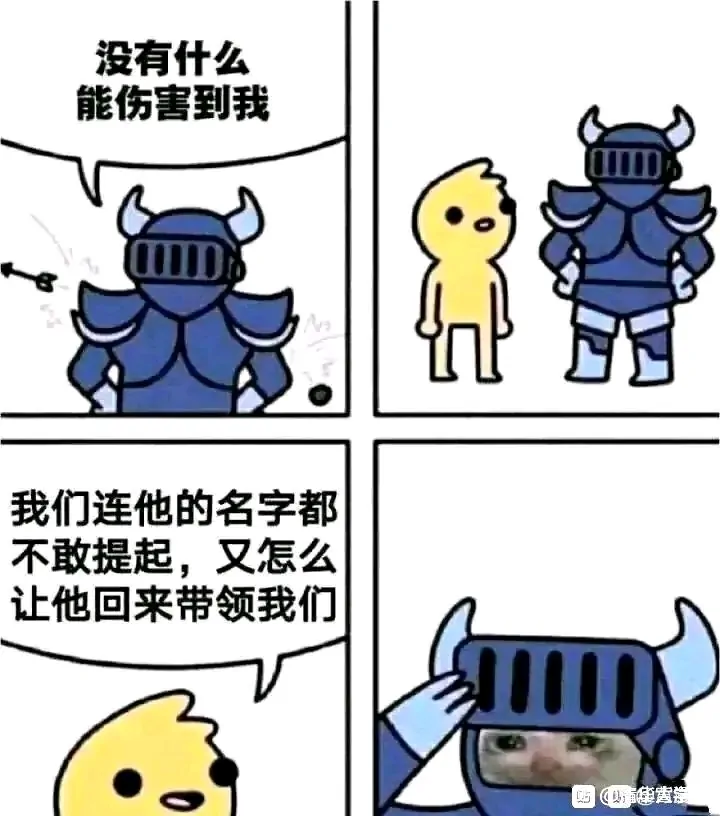 没有什么
能伤害到我
我们连他的名字都
不敢提起，又怎么
让他回来带领我们